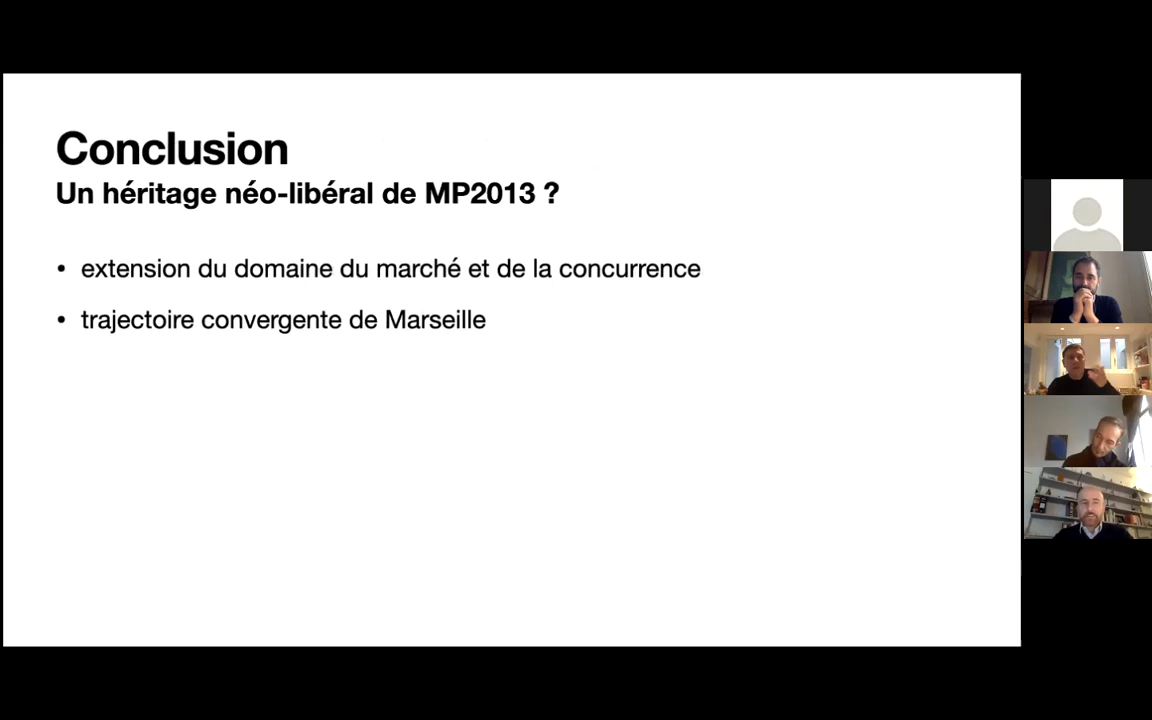 Conclusion
Un héritage néo-libéral de MP2013 ?
• extension du domaine du marché et de la concurrence
• trajectoire convergente de Marseille